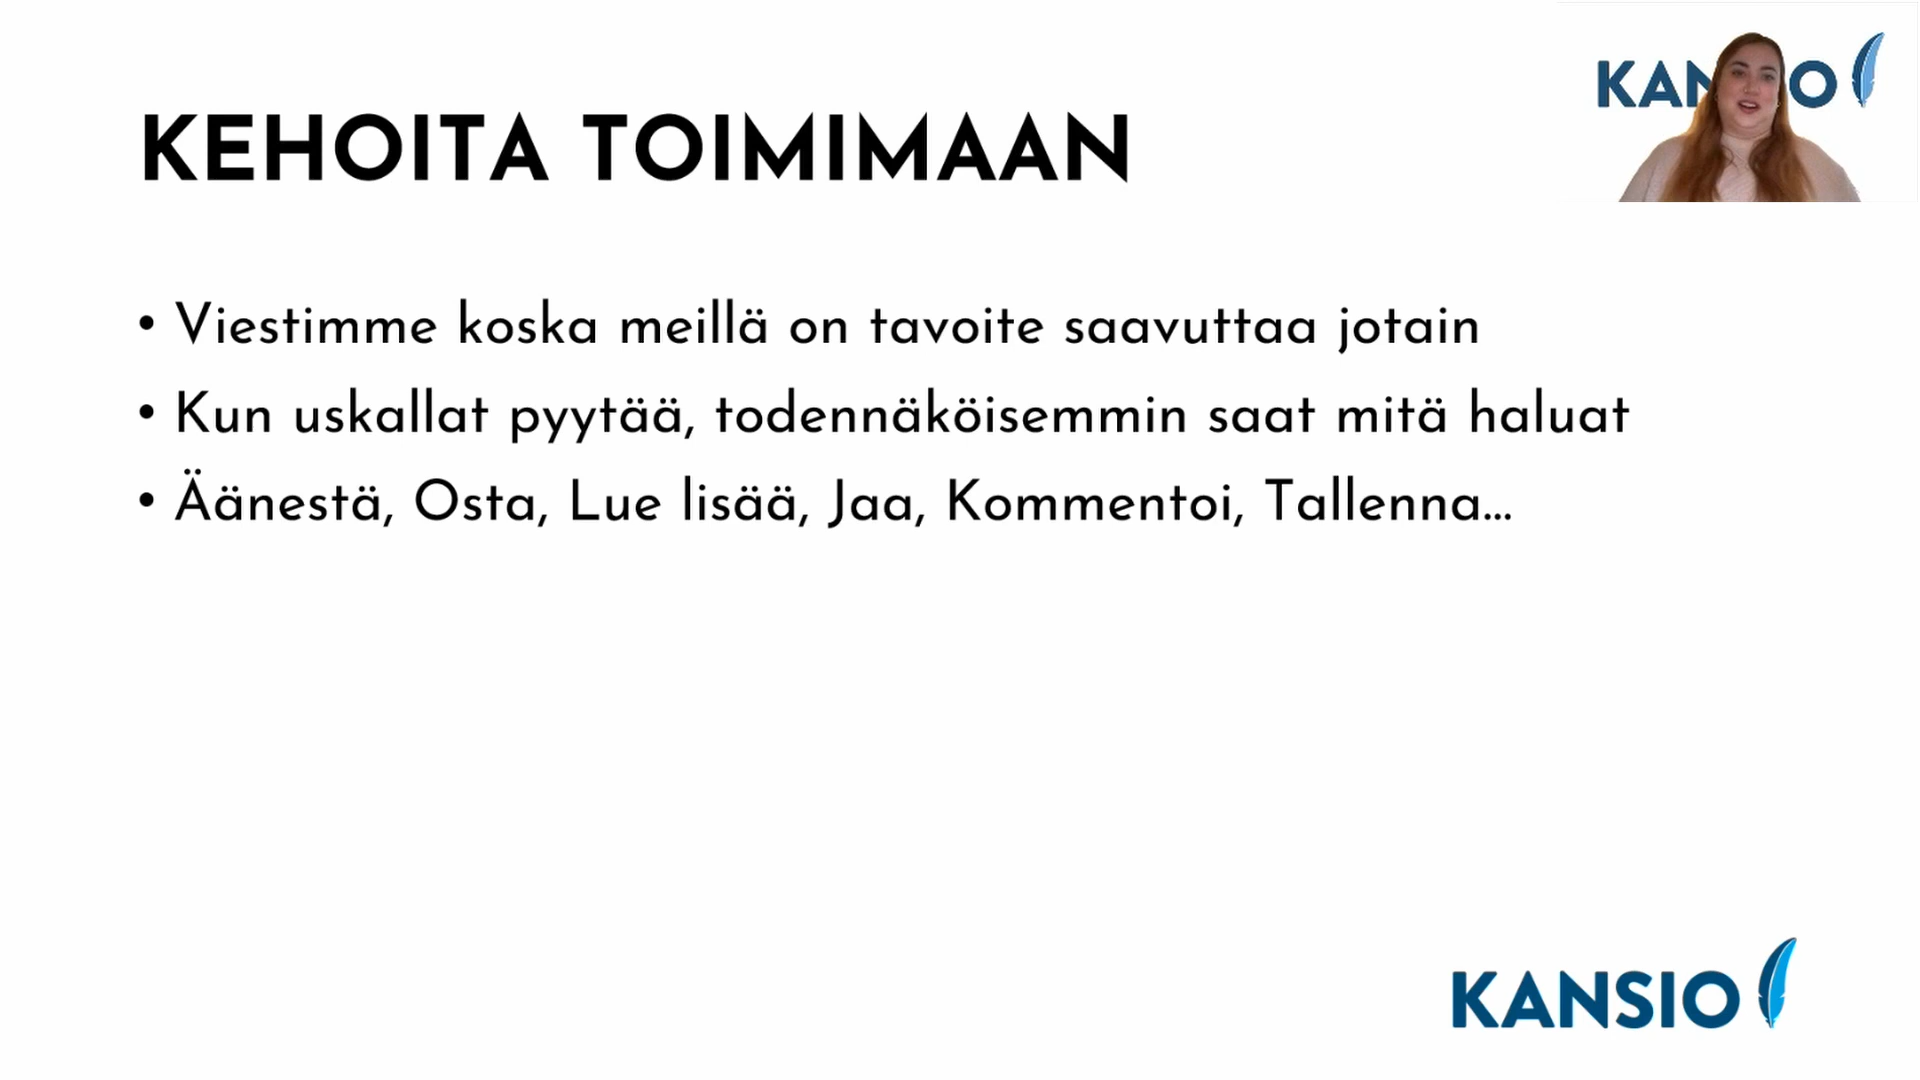 KEHOITA TOIMIMAAN
• Viestimme koska meillä on tavoite saavuttaa jotain
• Kun uskallat pyytää, todennäköisemmin saat mitä haluat
• Äänestä, Osta, Lue lisää, Jaa, Kommentoi, Tallenna...
KANSIO